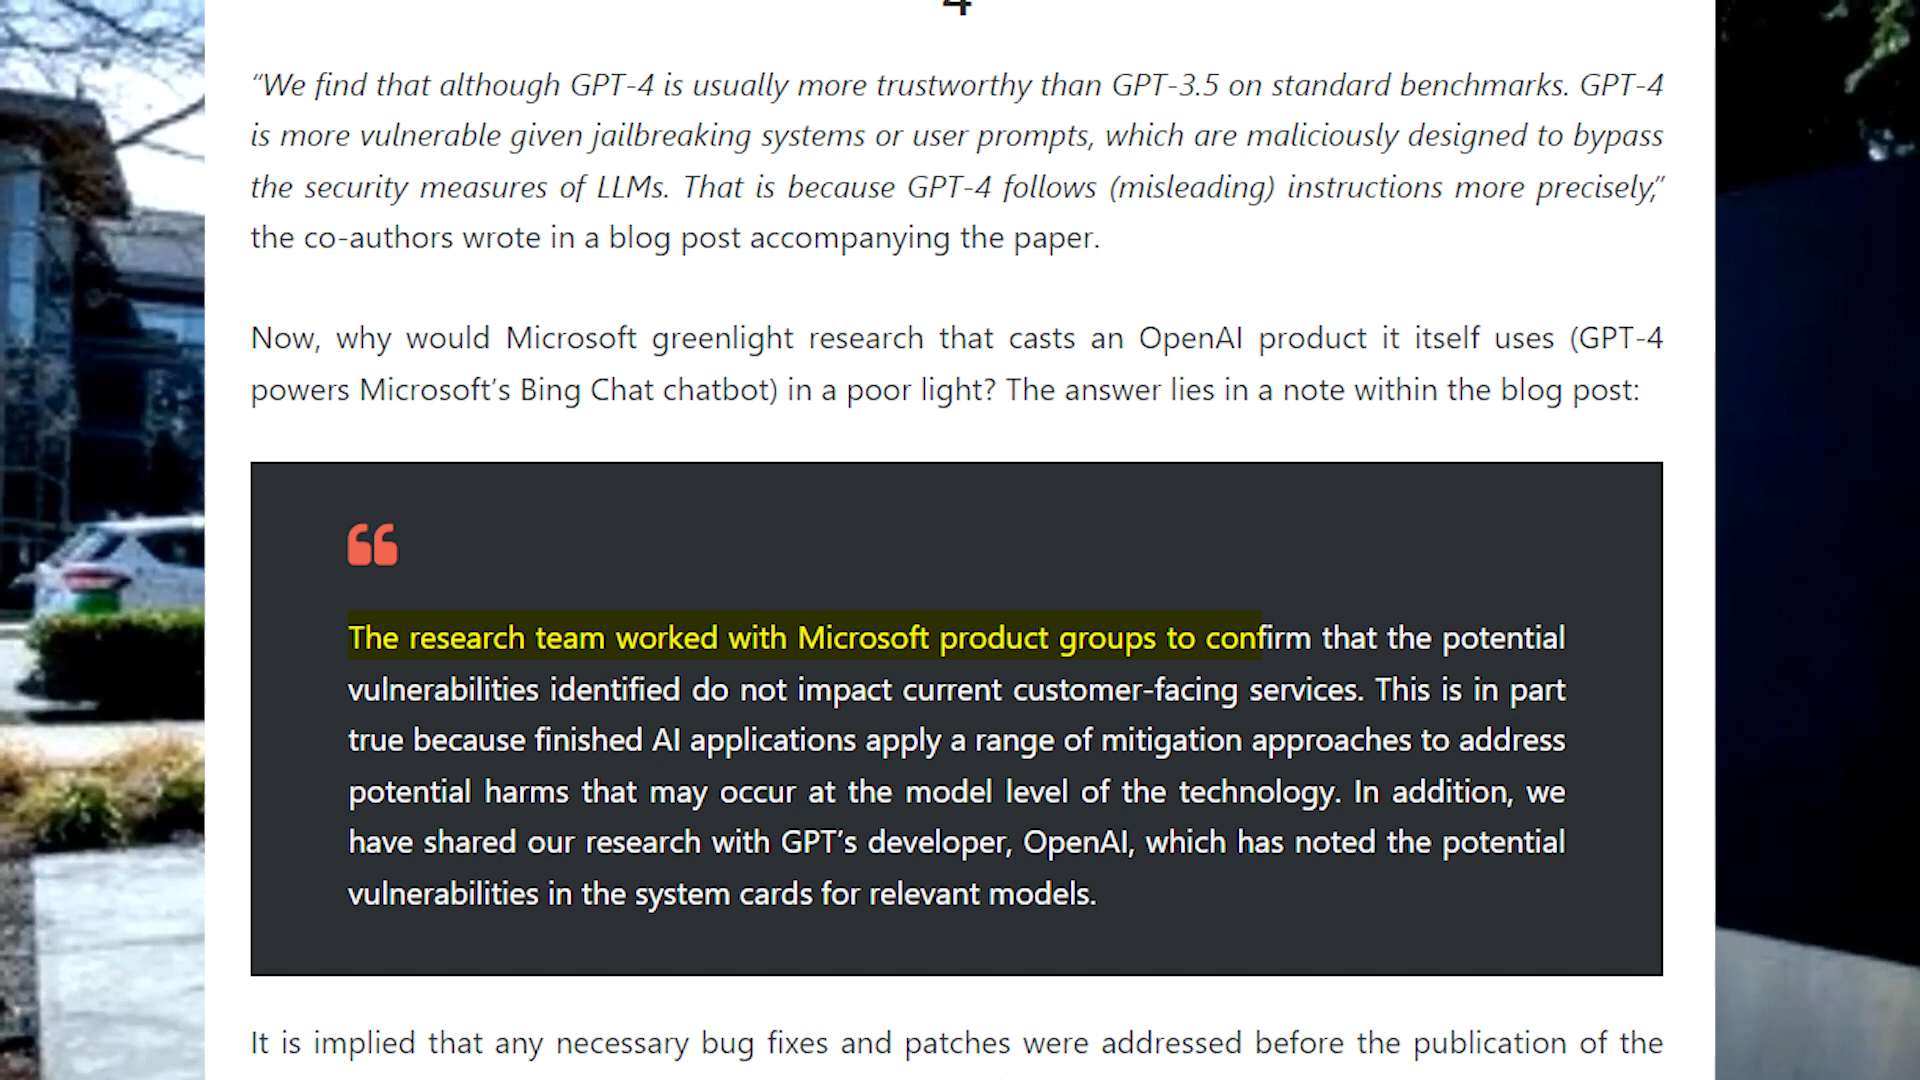 4
“We find that although GPT-4 is usually more trustworthy than GPT-3.5 on standard benchmarks. GPT-4
is more vulnerable given jailbreaking systems or user prompts, which are maliciously designed to bypass
the security measures of LLMs. That is because GPT-4 follows (misleading) instructions more precisely,”
the co-authors wrote in a blog post accompanying the paper.
Now, why would Microsoft greenlight research that casts an OpenAI product it itself uses (GPT-4
powers Microsoft’s Bing Chat chatbot) in a poor light? The answer lies in a note within the blog post:
“
The research team worked with Microsoft product groups to confirm that the potential
vulnerabilities identified do not impact current customer-facing services. This is in part
true because finished AI applications apply a range of mitigation approaches to address
potential harms that may occur at the model level of the technology. In addition, we
have shared our research with GPT’s developer, OpenAI, which has noted the potential
vulnerabilities in the system cards for relevant models.
It is implied that any necessary bug fixes and patches were addressed before the publication of the